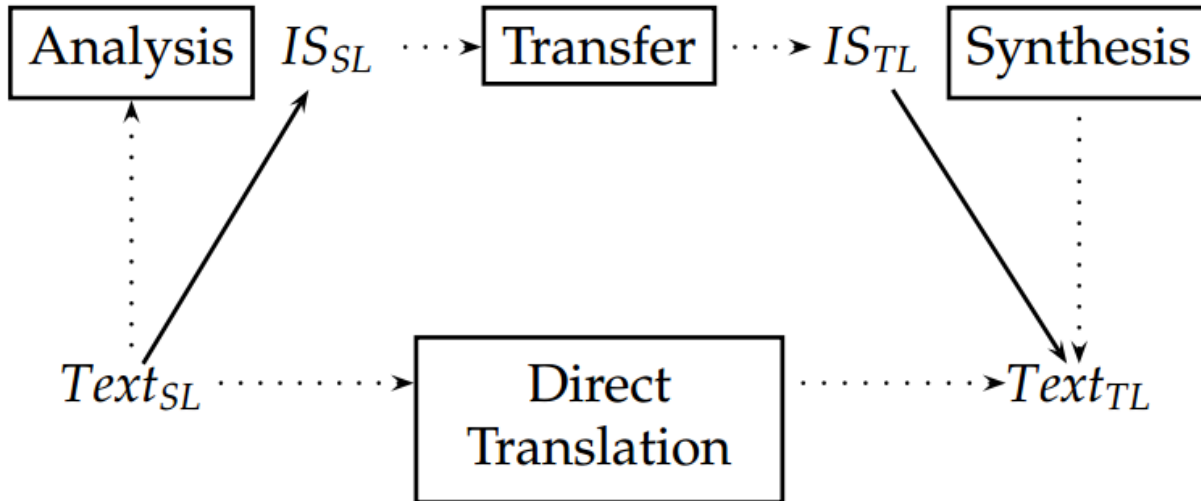 Analysis IS_SL Transfer IS_TL Synthesis
Text_SL Direct Text_TL
Translation